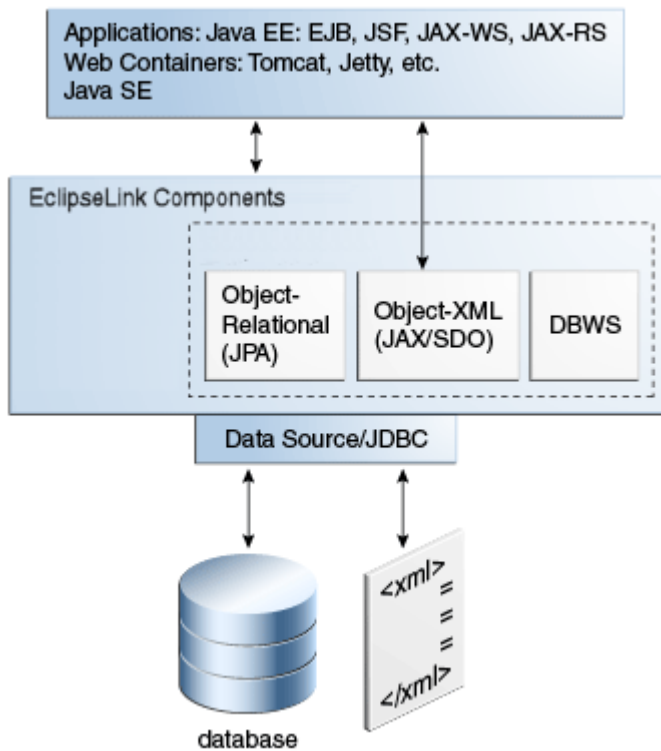 Applications: Java EE: EJB, JSF, JAX-WS, JAX-RS
Web Containers: Tomcat, Jetty, etc.
Java SE
EclipseLink Components
Object-
Relational
(JPA)
Object-XML
(JAX/SDO)
DBWS
Data Source/JDBC
<xml>
=
=
=
</xml>
database